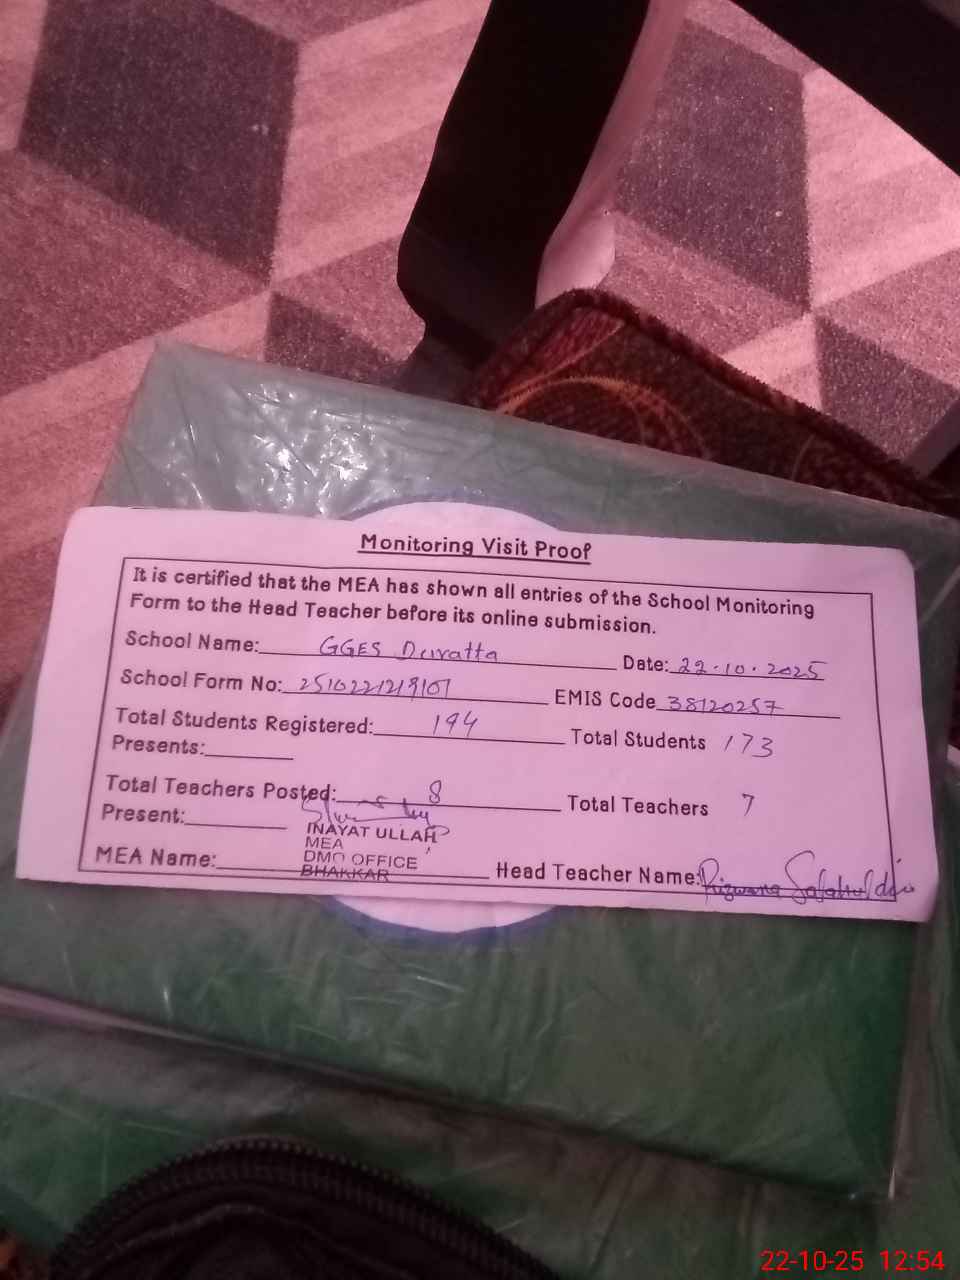 Monitoring Visit Proof
It is certified that the MEA has shown all entries of the School Monitoring
Form to the Head Teacher before its online submission.
School Name: GGES Deiratta Date: 22.10.2025
School Form No: 2510221219101 EMIS Code 38120257
Total Students Registered: 194 Total Students 173
Presents:
Total Teachers Posted: 8 Total Teachers 7
Present:
INAYAT ULLAH
MEA
DMO OFFICE
BHAKKAR
MEA Name: Head Teacher Name: Rizwana Salahuldin
22-10-25 12:54